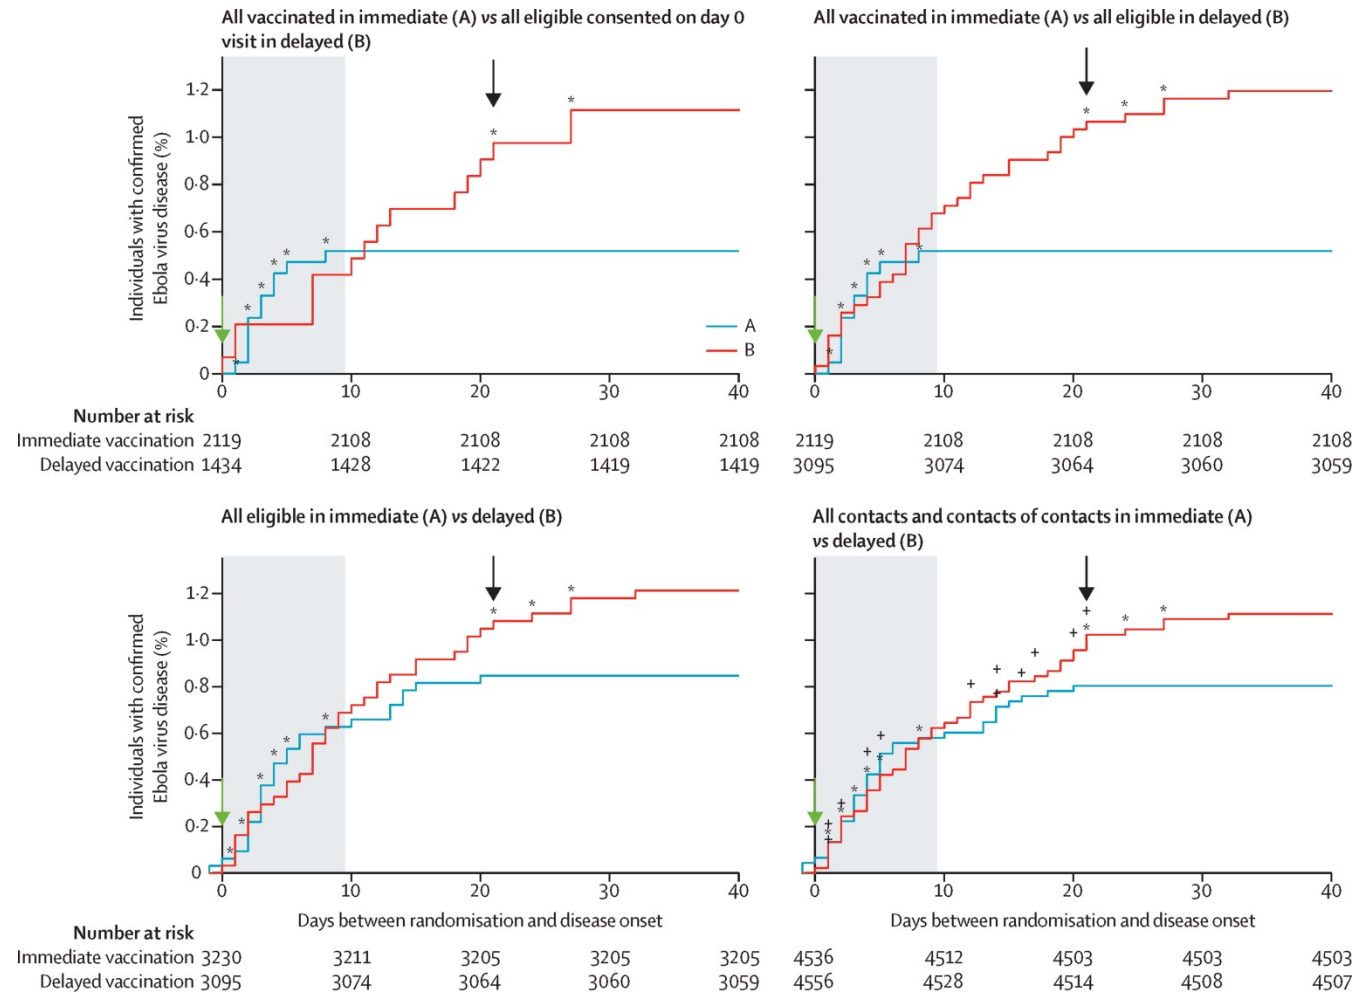 All vaccinated in immediate (A) vs all eligible consented on day 0
visit in delayed (B)
Individuals with confirmed
Ebola virus disease (%)
1·2
1·0
0·8
0·6
0·4
0·2
0
* * * * * * * *
A
B
0 10 20 30 40
Number at risk
Immediate vaccination 2119 2108 2108 2108 2108
Delayed vaccination 1434 1428 1422 1419 1419
All vaccinated in immediate (A) vs all eligible in delayed (B)
* * * * * * * * *
0 10 20 30 40
2119 2108 2108 2108 2108
3095 3074 3064 3060 3059
All eligible in immediate (A) vs delayed (B)
Individuals with confirmed
Ebola virus disease (%)
1·2
1·0
0·8
0·6
0·4
0·2
0
* * * * * * * * *
0 10 20 30 40
Days between randomisation and disease onset
Number at risk
Immediate vaccination 3230 3211 3205 3205 3205
Delayed vaccination 3095 3074 3064 3060 3059
All contacts and contacts of contacts in immediate (A)
vs delayed (B)
0 10 20 30 40
Days between randomisation and disease onset
4536 4512 4503 4503 4503
4556 4528 4514 4508 4507